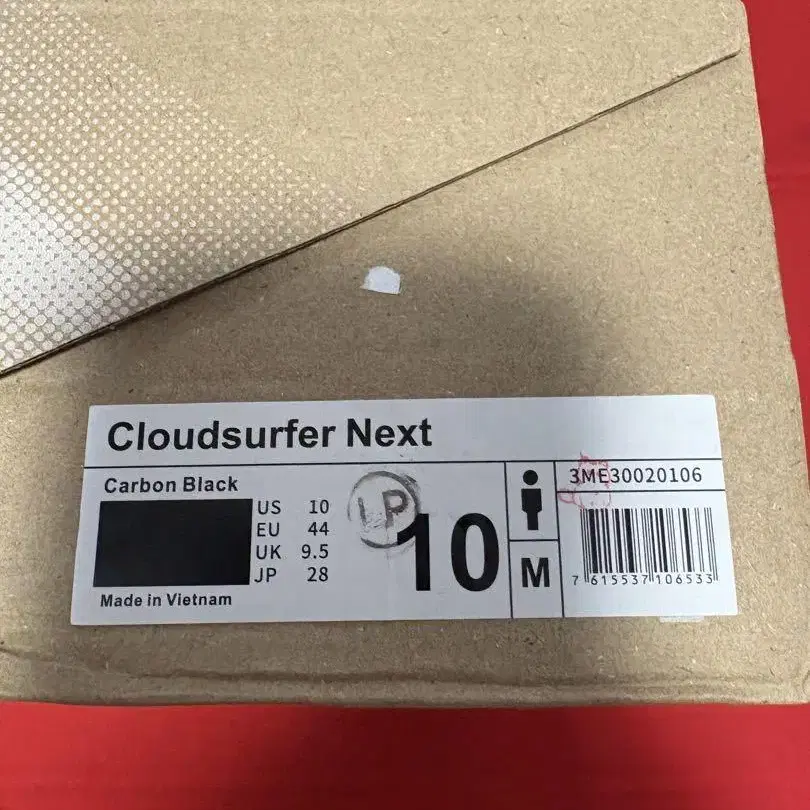 Cloudsurfer Next
Carbon Black
US 10
EU 44
UK 9.5
JP 28
Made in Vietnam
IP
10
M
3ME30020106
7 615537 106533